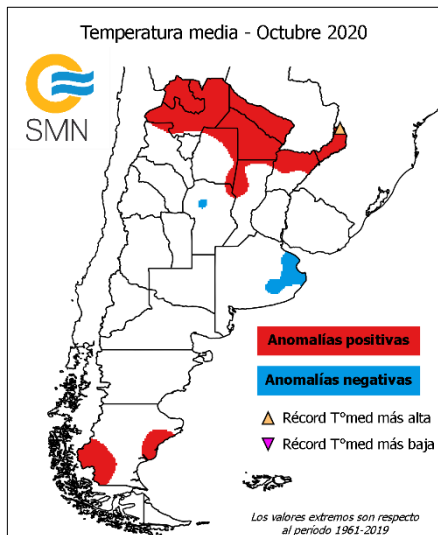 Temperatura media - Octubre 2020
SMN
Anomalías positivas
Anomalías negativas
Récord T°med más alta
Récord T°med más baja
Los valores extremos son respecto
al período 1961-2019